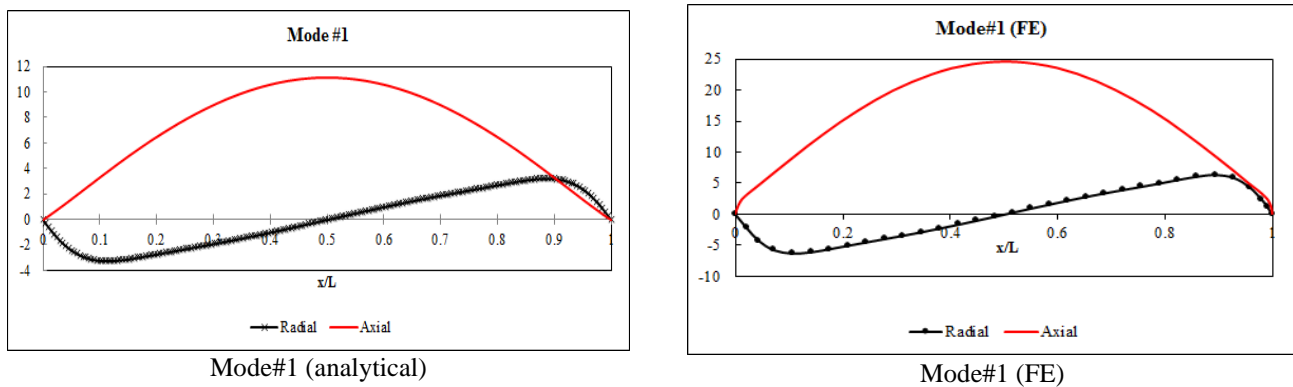 Mode #1
12
10
8
6
4
2
0
-2
-4
0 0.1 0.2 0.3 0.4 0.5 0.6 0.7 0.8 0.9 1
x/L
Radial Axial
Mode#1 (analytical)
Mode#1 (FE)
25
20
15
10
5
0
-5
-10
0 0.2 0.4 0.6 0.8 1
x/L
Radial Axial
Mode#1 (FE)